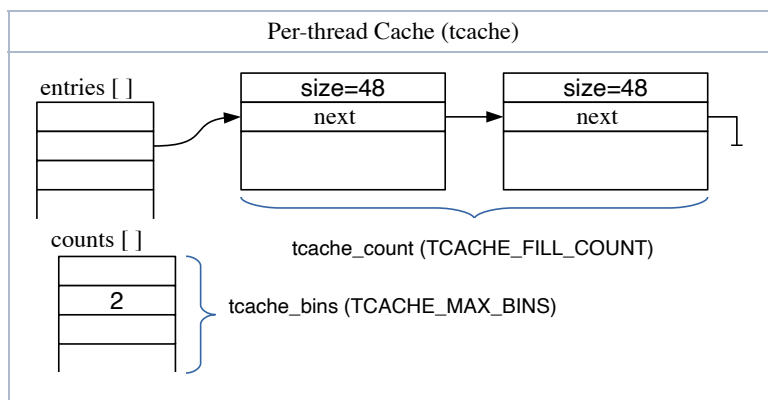 Per-thread Cache (tcache)
entries [ ]
size=48
size=48
next
next
counts [ ]
tcache_count (TCACHE_FILL_COUNT)
2
tcache_bins (TCACHE_MAX_BINS)